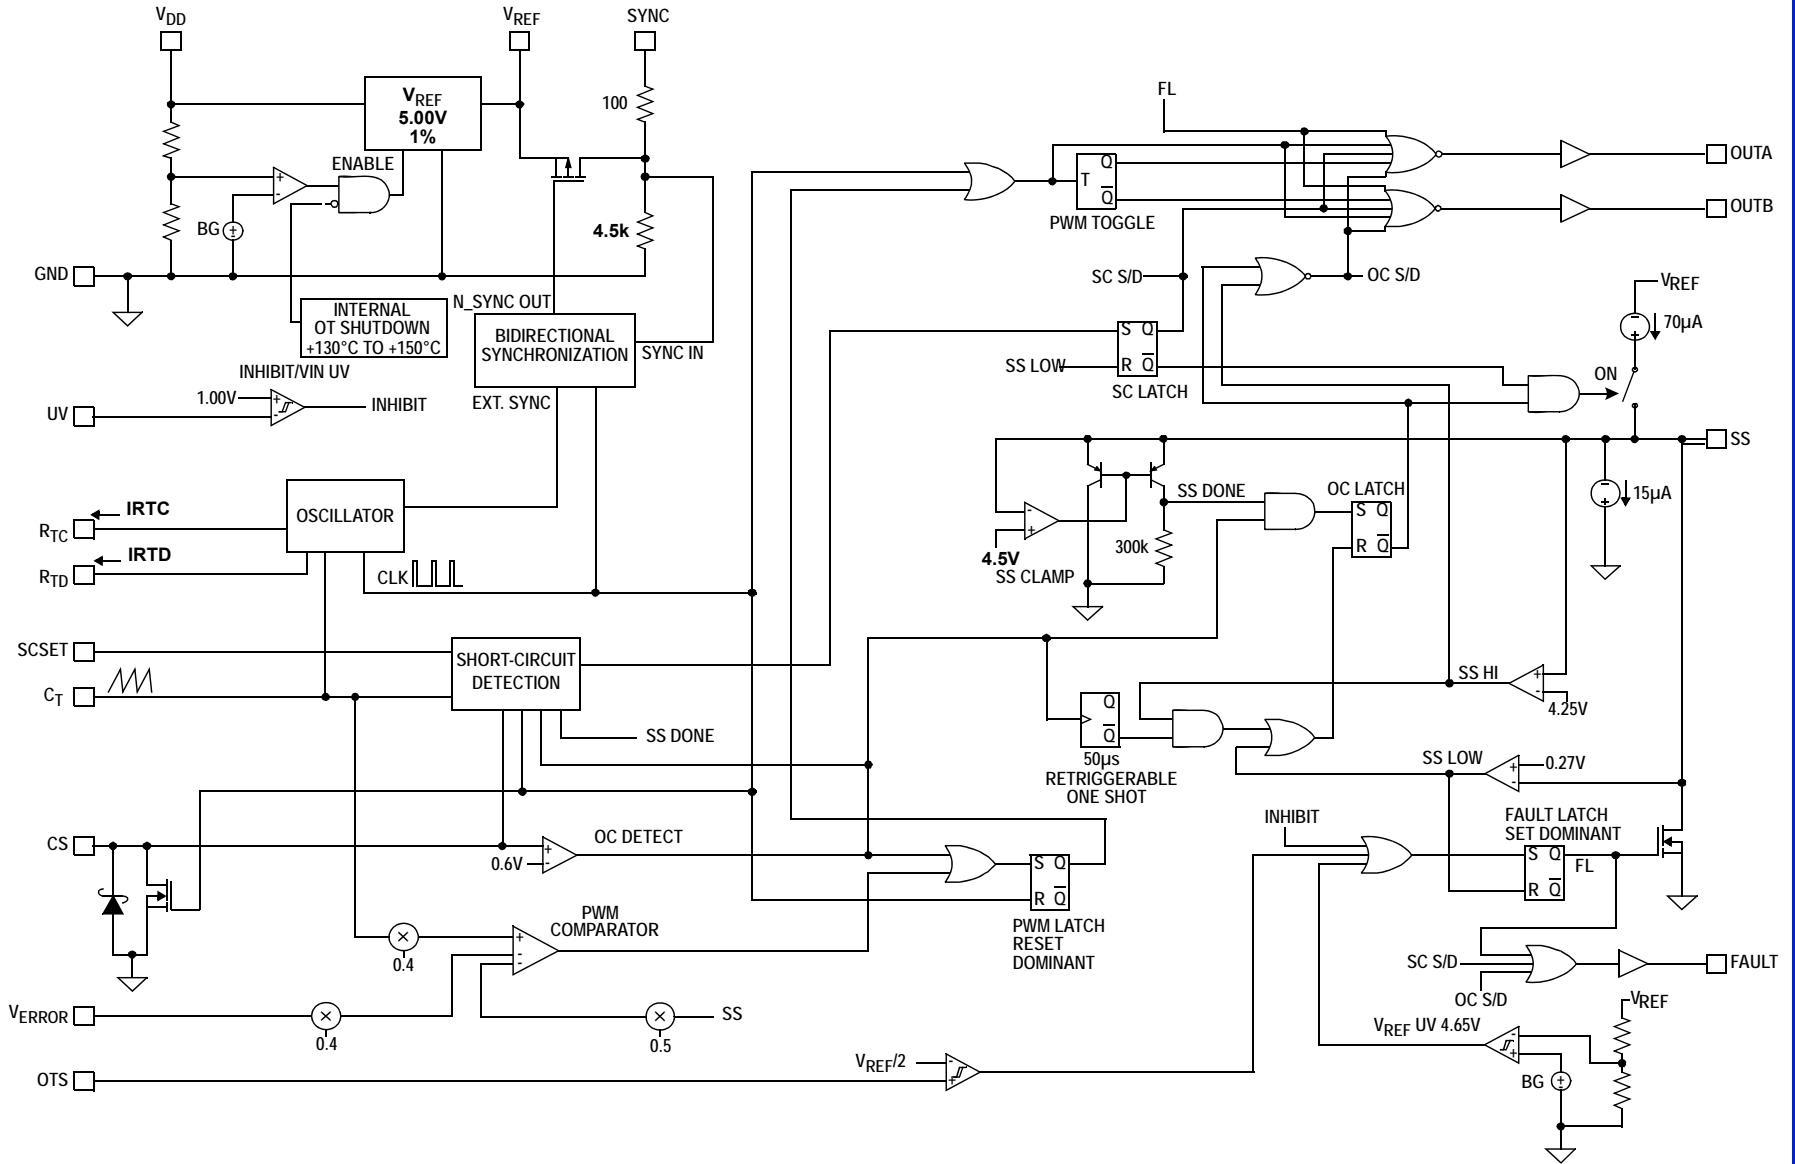 VDD
VREF
SYNC
VREF
5.00V
1%
100
FL
ENABLE
Q
T
Q
OUTA
+
-
BG
4.5k
PWM TOGGLE
OUTB
GND
N_SYNC OUT
SC S/D
OC S/D
VREF
INTERNAL
OT SHUTDOWN
+130°C TO +150°C
BIDIRECTIONAL
SYNCHRONIZATION
SYNC IN
70µA
S Q
R Q
SS LOW
SC LATCH
INHIBIT/VIN UV
1.00V
+
-
INHIBIT
UV
EXT. SYNC
ON
SS
IRTC
RTC
OSCILLATOR
SS DONE
OC LATCH
S Q
R Q
15µA
-
+
4.5V
SS CLAMP
300k
IRTD
RTD
CLK
SCSET
SHORT-CIRCUIT
DETECTION
CT
SS DONE
SS HI
+
-
4.25V
Q
Q
50µs
RETRIGGERABLE
ONE SHOT
SS LOW
+
-
0.27V
CS
OC DETECT
+
-
0.6V
S Q
R Q
PWM LATCH
RESET
DOMINANT
INHIBIT
FAULT LATCH
SET DOMINANT
S Q
FL
R Q
PWM
COMPARATOR
+
-
-
0.4
SC S/D
OC S/D
FAULT
VERROR
0.4
0.5
SS
VREF
VREF UV 4.65V
-
+
BG
OTS
VREF/2
-
+